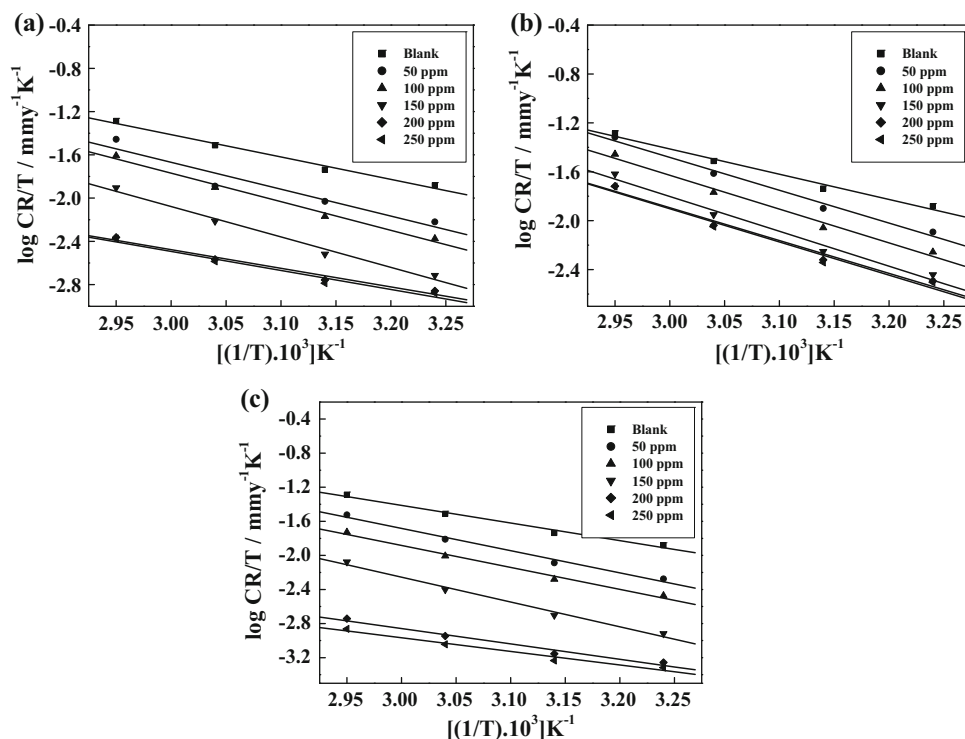 (a)
-0.4
-0.8
-1.2
-1.6
-2.0
-2.4
-2.8
log CR/T / mmy⁻¹K⁻¹
Blank
50 ppm
100 ppm
150 ppm
200 ppm
250 ppm
2.95 3.00 3.05 3.10 3.15 3.20 3.25
[(1/T).10³]K⁻¹
(b)
-0.4
-0.8
-1.2
-1.6
-2.0
-2.4
log CR/T / mmy⁻¹K⁻¹
Blank
50 ppm
100 ppm
150 ppm
200 ppm
250 ppm
2.95 3.00 3.05 3.10 3.15 3.20 3.25
[(1/T).10³]K⁻¹
(c)
-0.4
-0.8
-1.2
-1.6
-2.0
-2.4
-2.8
-3.2
log CR/T / mmy⁻¹K⁻¹
Blank
50 ppm
100 ppm
150 ppm
200 ppm
250 ppm
2.95 3.00 3.05 3.10 3.15 3.20 3.25
[(1/T).10³]K⁻¹